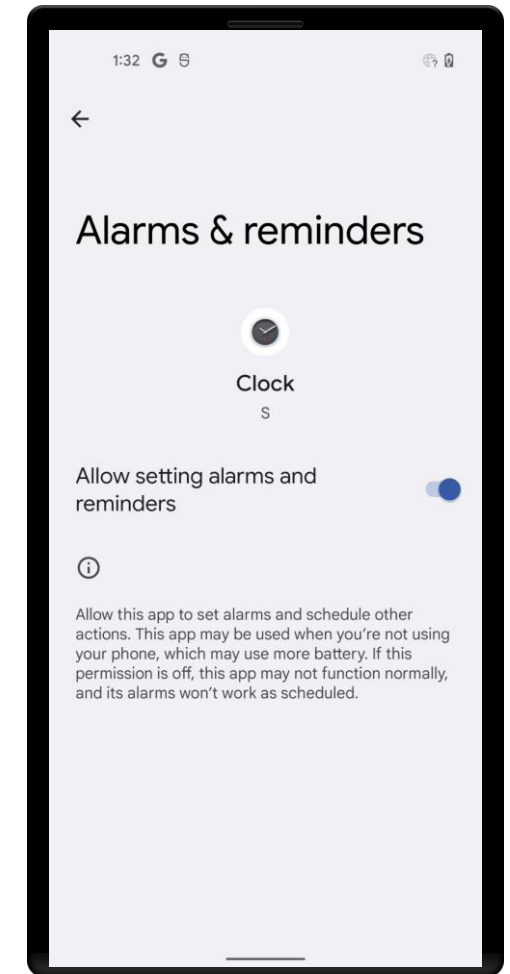 1:32 G
Alarms & reminders
Clock
S
Allow setting alarms and
reminders
Allow this app to set alarms and schedule other
actions. This app may be used when you’re not using
your phone, which may use more battery. If this
permission is off, this app may not function normally,
and its alarms won’t work as scheduled.